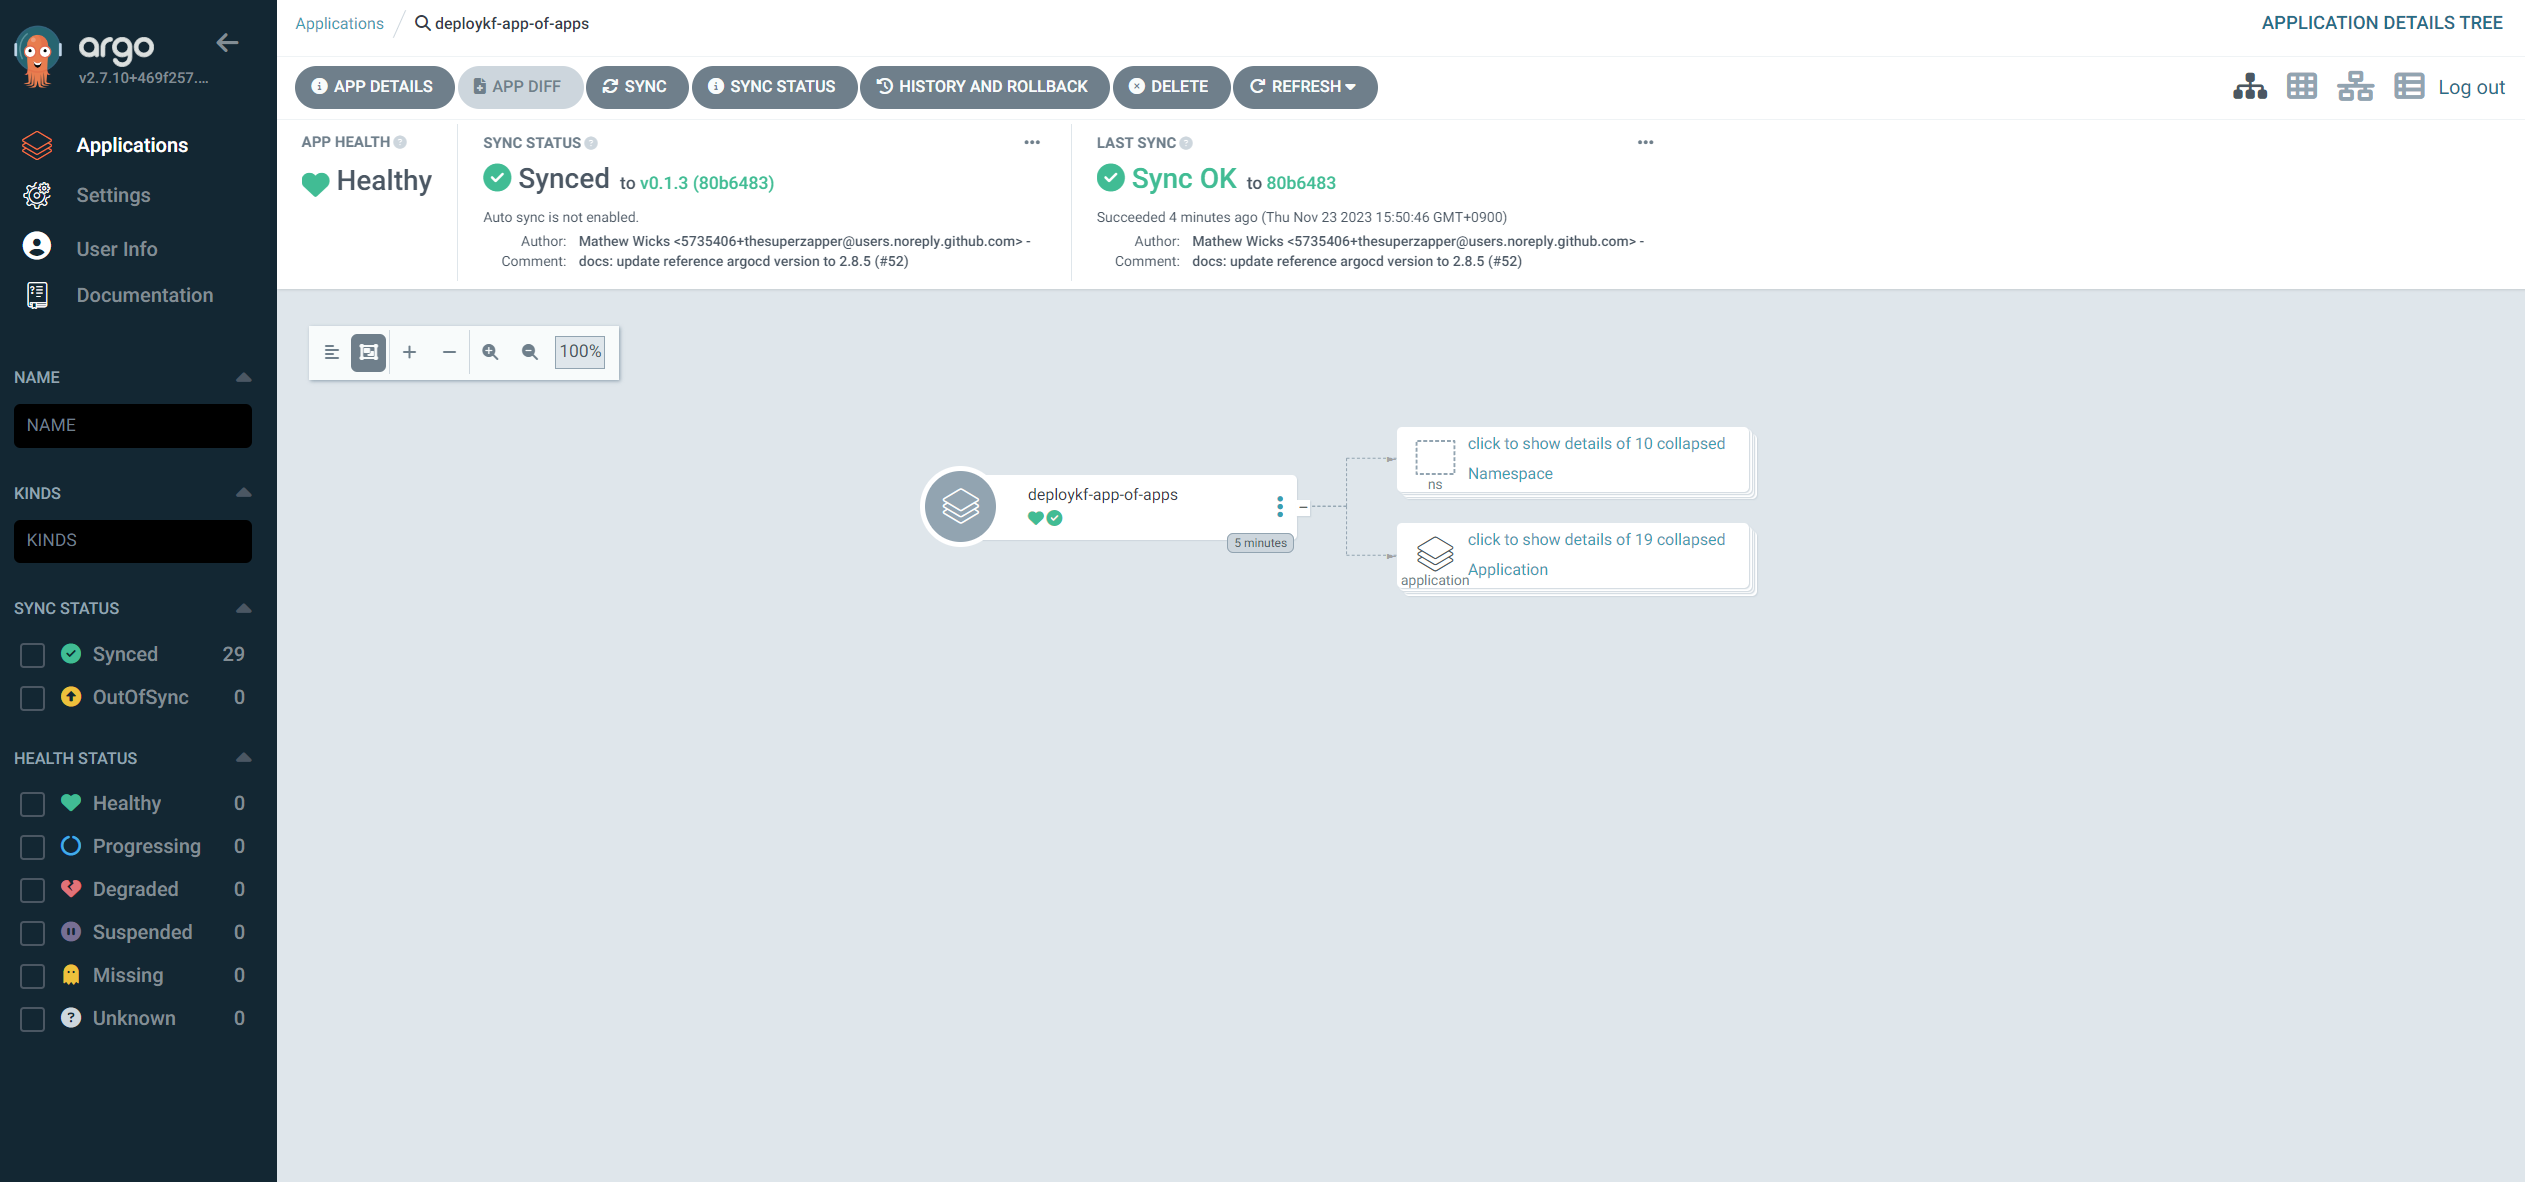 argo
v2.7.10+469f257....
Applications
Settings
User Info
Documentation
NAME
NAME
KINDS
KINDS
SYNC STATUS
Synced 29
OutOfSync 0
HEALTH STATUS
Healthy 0
Progressing 0
Degraded 0
Suspended 0
Missing 0
Unknown 0
Applications / deploykf-app-of-apps
APPLICATION DETAILS TREE
APP DETAILS APP DIFF SYNC SYNC STATUS HISTORY AND ROLLBACK DELETE REFRESH
Log out
APP HEALTH
Healthy
SYNC STATUS
Synced to v0.1.3 (80b6483)
Auto sync is not enabled.
Author: Mathew Wicks <5735406+thesuperzapper@users.noreply.github.com> -
Comment: docs: update reference argocd version to 2.8.5 (#52)
LAST SYNC
Sync OK to 80b6483
Succeeded 4 minutes ago (Thu Nov 23 2023 15:50:46 GMT+0900)
Author: Mathew Wicks <5735406+thesuperzapper@users.noreply.github.com> -
Comment: docs: update reference argocd version to 2.8.5 (#52)
100%
deploykf-app-of-apps
5 minutes
click to show details of 10 collapsed
Namespace
ns
click to show details of 19 collapsed
Application
application